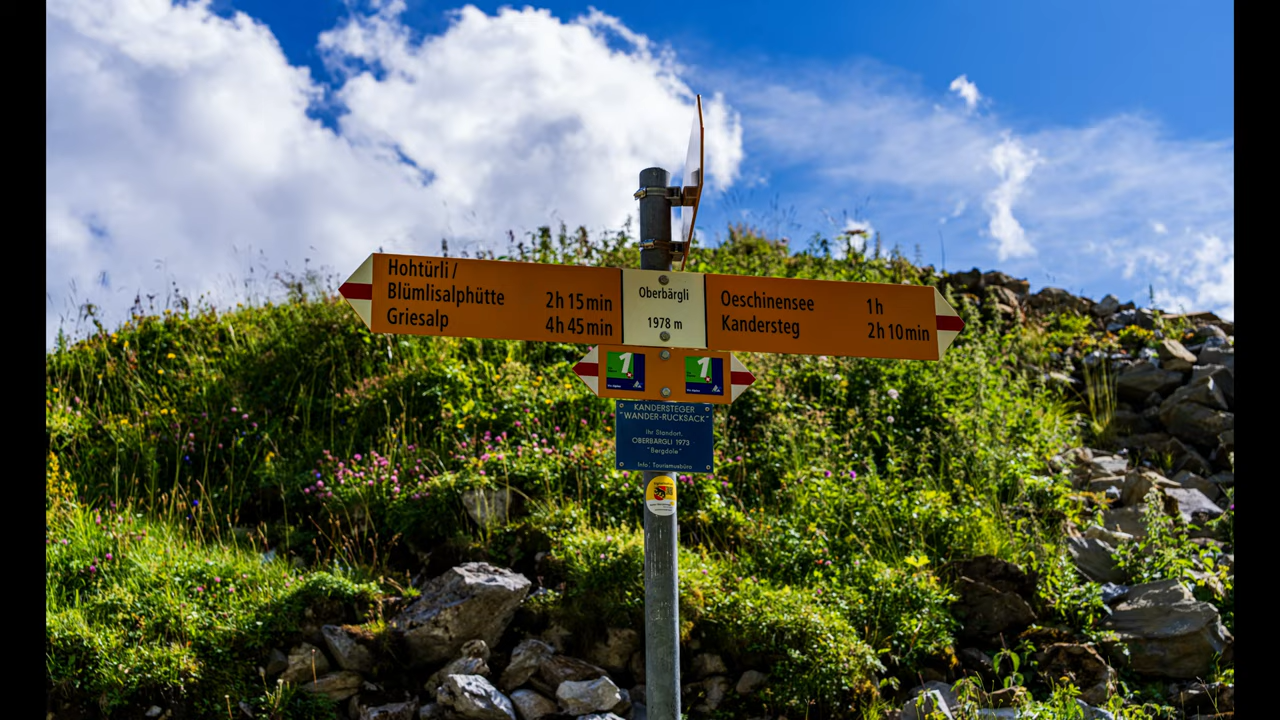 Hohtürli /
Blümlisalphütte 2h 15 min
Griesalp 4h 45 min
Oberbärgli
1978 m
Oeschinensee 1h
Kandersteg 2h 10 min
1 1
KANDERSTEGER
"WANDER-RUCKSACK"
Ihr Standort:
OBERBÄRGLI 1973
"Bergdole"
Info: Tourismusbüro